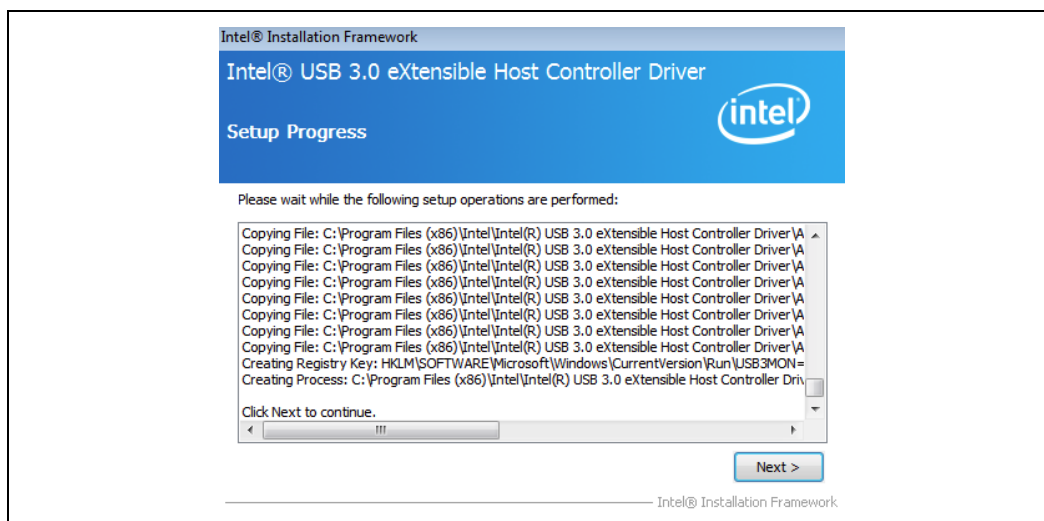 Intel® Installation Framework
Intel® USB 3.0 eXtensible Host Controller Driver
intel
Setup Progress
Please wait while the following setup operations are performed:
Copying File: C:\Program Files (x86)\Intel\Intel(R) USB 3.0 eXtensible Host Controller Driver\A
Copying File: C:\Program Files (x86)\Intel\Intel(R) USB 3.0 eXtensible Host Controller Driver\A
Copying File: C:\Program Files (x86)\Intel\Intel(R) USB 3.0 eXtensible Host Controller Driver\A
Copying File: C:\Program Files (x86)\Intel\Intel(R) USB 3.0 eXtensible Host Controller Driver\A
Copying File: C:\Program Files (x86)\Intel\Intel(R) USB 3.0 eXtensible Host Controller Driver\A
Copying File: C:\Program Files (x86)\Intel\Intel(R) USB 3.0 eXtensible Host Controller Driver\A
Copying File: C:\Program Files (x86)\Intel\Intel(R) USB 3.0 eXtensible Host Controller Driver\A
Copying File: C:\Program Files (x86)\Intel\Intel(R) USB 3.0 eXtensible Host Controller Driver\A
Creating Registry Key: HKLM\SOFTWARE\Microsoft\Windows\CurrentVersion\Run\USB3MON=
Creating Process: C:\Program Files (x86)\Intel\Intel(R) USB 3.0 eXtensible Host Controller Driv
Click Next to continue.
Next >
Intel® Installation Framework